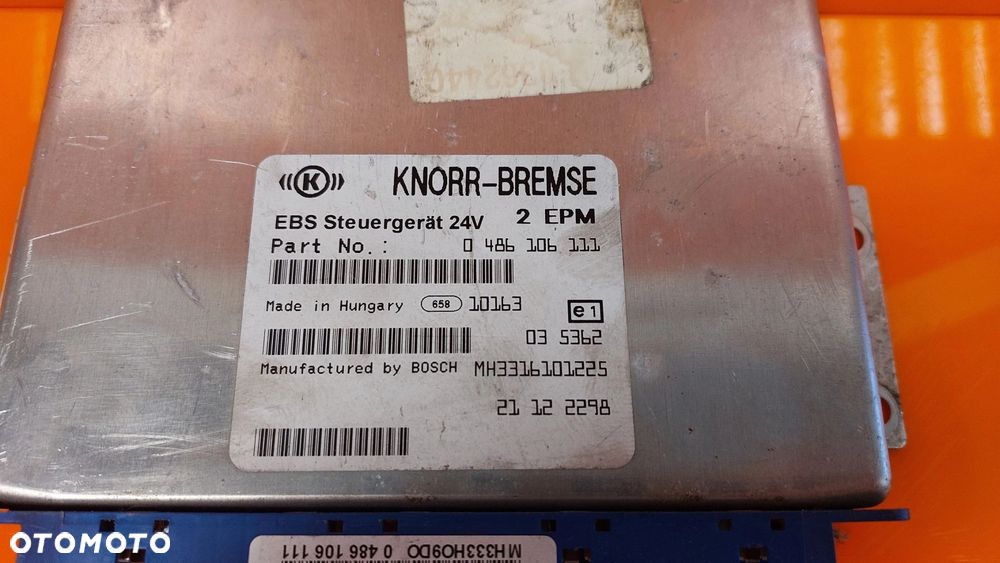 K KNORR-BREMSE
EBS Steuergerät 24V 2 EPM
Part No.: 0 486 106 111
Made in Hungary 658 10163
e1
03 5362
Manufactured by BOSCH MH3316101225
21 12 2298
MH333HO9DO 0 486 106 111
OTOMOTO